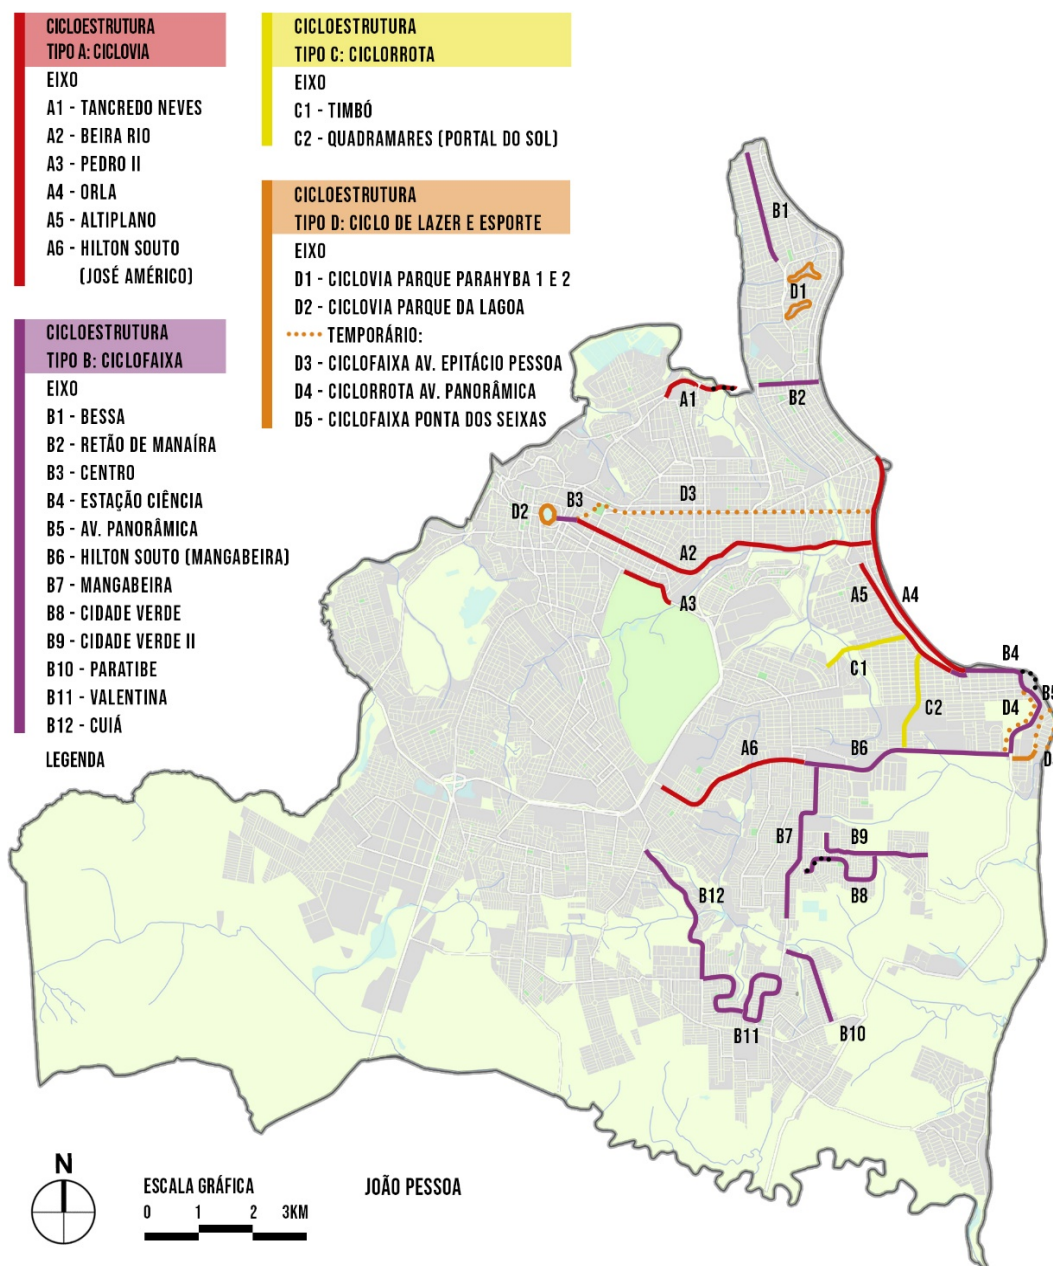 CICLOESTRUTURA
TIPO A: CICLOVIA
EIXO
A1 - TANCREDO NEVES
A2 - BEIRA RIO
A3 - PEDRO II
A4 - ORLA
A5 - ALTIPLANO
A6 - HILTON SOUTO
(JOSÉ AMÉRICO)
CICLOESTRUTURA
TIPO B: CICLOFAIXA
EIXO
B1 - BESSA
B2 - RETÃO DE MANAÍRA
B3 - CENTRO
B4 - ESTAÇÃO CIÊNCIA
B5 - AV. PANORÂMICA
B6 - HILTON SOUTO (MANGABEIRA)
B7 - MANGABEIRA
B8 - CIDADE VERDE
B9 - CIDADE VERDE II
B10 - PARATIBE
B11 - VALENTINA
B12 - CUIÁ
LEGENDA
CICLOESTRUTURA
TIPO C: CICLORROTA
EIXO
C1 - TIMBÓ
C2 - QUADRAMARES (PORTAL DO SOL)
CICLOESTRUTURA
TIPO D: CICLO DE LAZER E ESPORTE
EIXO
D1 - CICLOVIA PARQUE PARAHYBA 1 E 2
D2 - CICLOVIA PARQUE DA LAGOA
TEMPORÁRIO:
D3 - CICLOFAIXA AV. EPITÁCIO PESSOA
D4 - CICLORROTA AV. PANORÂMICA
D5 - CICLOFAIXA PONTA DOS SEIXAS
B1
D1
B2
A1
D3
B3
D2
A2
A3
A5
A4
B4
C1
B5
C2
D4
B6
A6
D
B7
B9
B8
B12
B11
B10
N
ESCALA GRÁFICA
0 1 2 3KM
JOÃO PESSOA